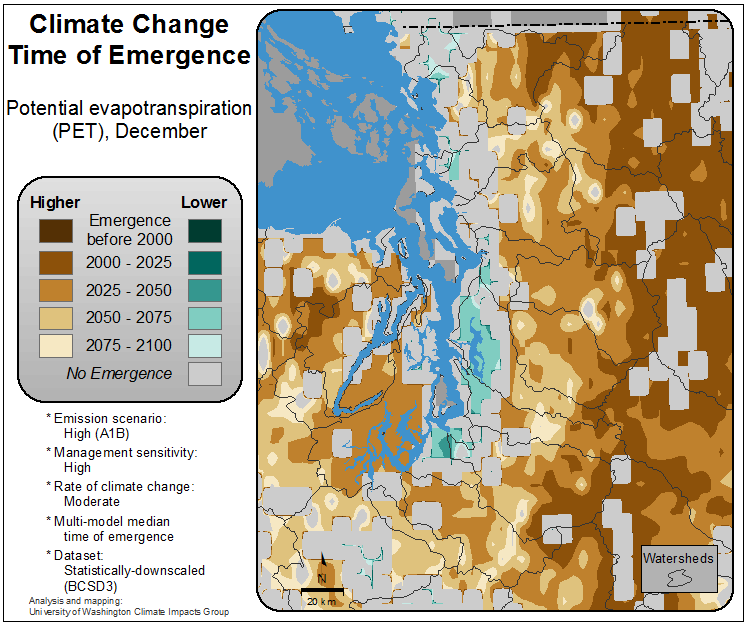 Climate Change
Time of Emergence
Potential evapotranspiration
(PET), December
Higher
Lower
Emergence
before 2000
2000 - 2025
2025 - 2050
2050 - 2075
2075 - 2100
No Emergence
* Emission scenario:
High (A1B)
* Management sensitivity:
High
* Rate of climate change:
Moderate
* Multi-model median
time of emergence
* Dataset:
Statistically-downscaled
(BCSD3)
Analysis and mapping:
University of Washington Climate Impacts Group
N
20 km
Watersheds